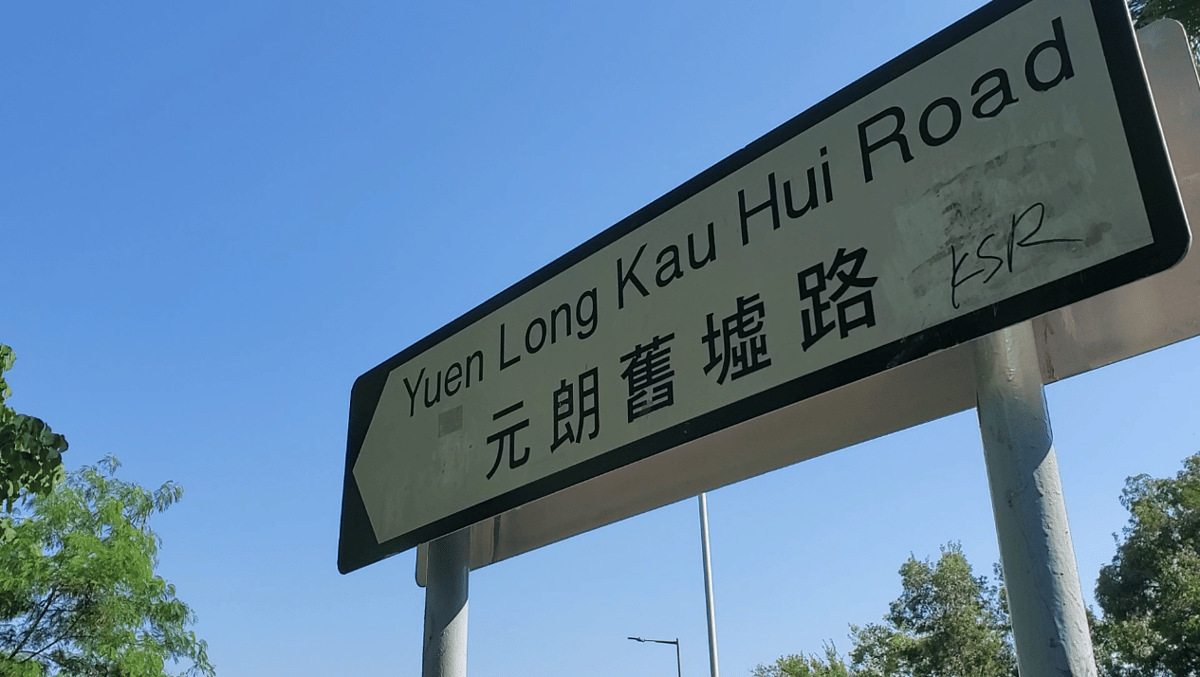 Yuen Long Kau Hui Road
元朗舊墟路
KSR